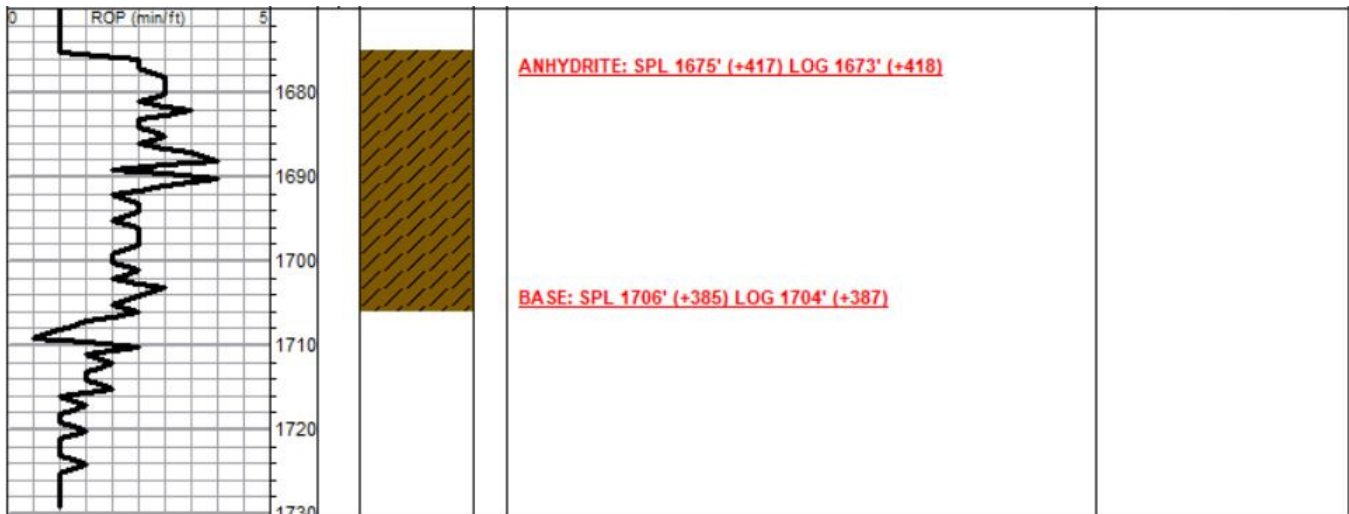 0 ROP (min/ft) 5
ANHYDRITE: SPL 1675' (+417) LOG 1673' (+418)
1680
1690
1700
BASE: SPL 1706' (+385) LOG 1704' (+387)
1710
1720
1730